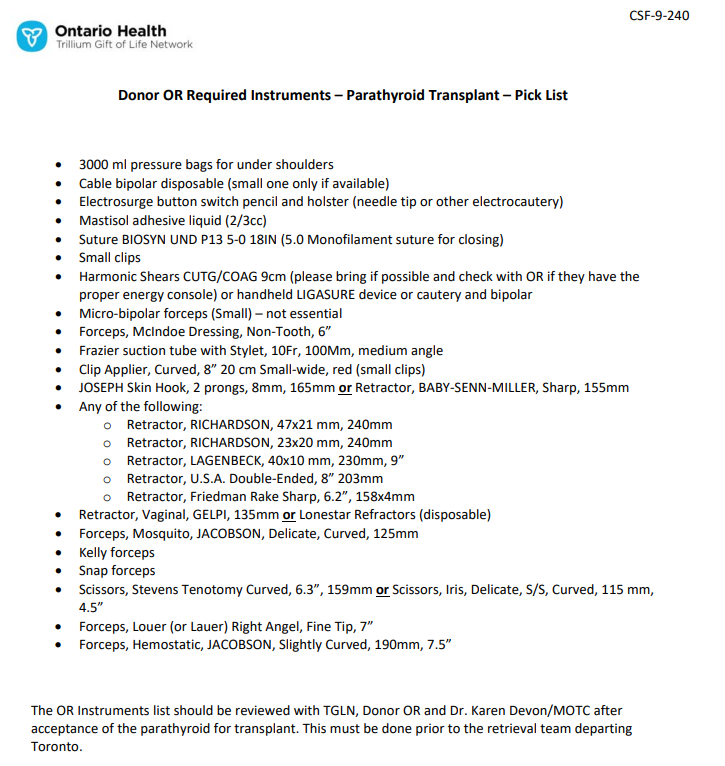 CSF-9-240
Ontario Health
Trillium Gift of Life Network
Donor OR Required Instruments – Parathyroid Transplant – Pick List
• 3000 ml pressure bags for under shoulders
• Cable bipolar disposable (small one only if available)
• Electrosurge button switch pencil and holster (needle tip or other electrocautery)
• Mastisol adhesive liquid (2/3cc)
• Suture BIOSYN UND P13 5-0 18IN (5.0 Monofilament suture for closing)
• Small clips
• Harmonic Shears CUTG/COAG 9cm (please bring if possible and check with OR if they have the
proper energy console) or handheld LIGASURE device or cautery and bipolar
• Micro-bipolar forceps (Small) – not essential
• Forceps, McIndoe Dressing, Non-Tooth, 6”
• Frazier suction tube with Stylet, 10Fr, 100Mm, medium angle
• Clip Applier, Curved, 8” 20 cm Small-wide, red (small clips)
• JOSEPH Skin Hook, 2 prongs, 8mm, 165mm or Retractor, BABY-SENN-MILLER, Sharp, 155mm
• Any of the following:
o Retractor, RICHARDSON, 47x21 mm, 240mm
o Retractor, RICHARDSON, 23x20 mm, 240mm
o Retractor, LAGENBECK, 40x10 mm, 230mm, 9”
o Retractor, U.S.A. Double-Ended, 8” 203mm
o Retractor, Friedman Rake Sharp, 6.2”, 158x4mm
• Retractor, Vaginal, GELPI, 135mm or Lonestar Refractors (disposable)
• Forceps, Mosquito, JACOBSON, Delicate, Curved, 125mm
• Kelly forceps
• Snap forceps
• Scissors, Stevens Tenotomy Curved, 6.3”, 159mm or Scissors, Iris, Delicate, S/S, Curved, 115 mm,
4.5”
• Forceps, Louer (or Lauer) Right Angel, Fine Tip, 7”
• Forceps, Hemostatic, JACOBSON, Slightly Curved, 190mm, 7.5”
The OR Instruments list should be reviewed with TGLN, Donor OR and Dr. Karen Devon/MOTC after
acceptance of the parathyroid for transplant. This must be done prior to the retrieval team departing
Toronto.